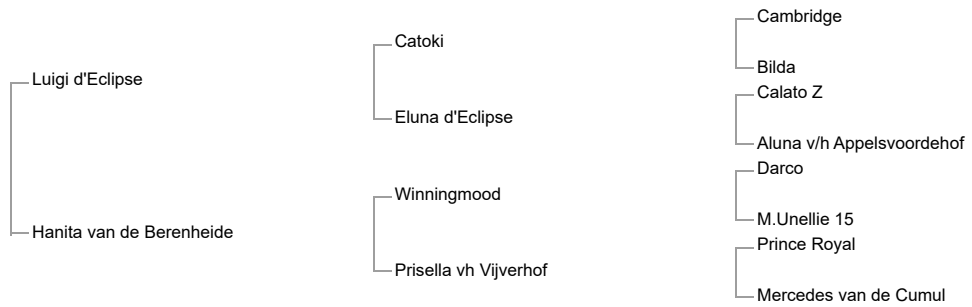 Cambridge
Catoki
Bilda
Luigi d'Eclipse
Calato Z
Eluna d'Eclipse
Aluna v/h Appelsvoordehof
Darco
Winningmood
M.Unellie 15
Hanita van de Berenheide
Prince Royal
Prisella vh Vijverhof
Mercedes van de Cumul